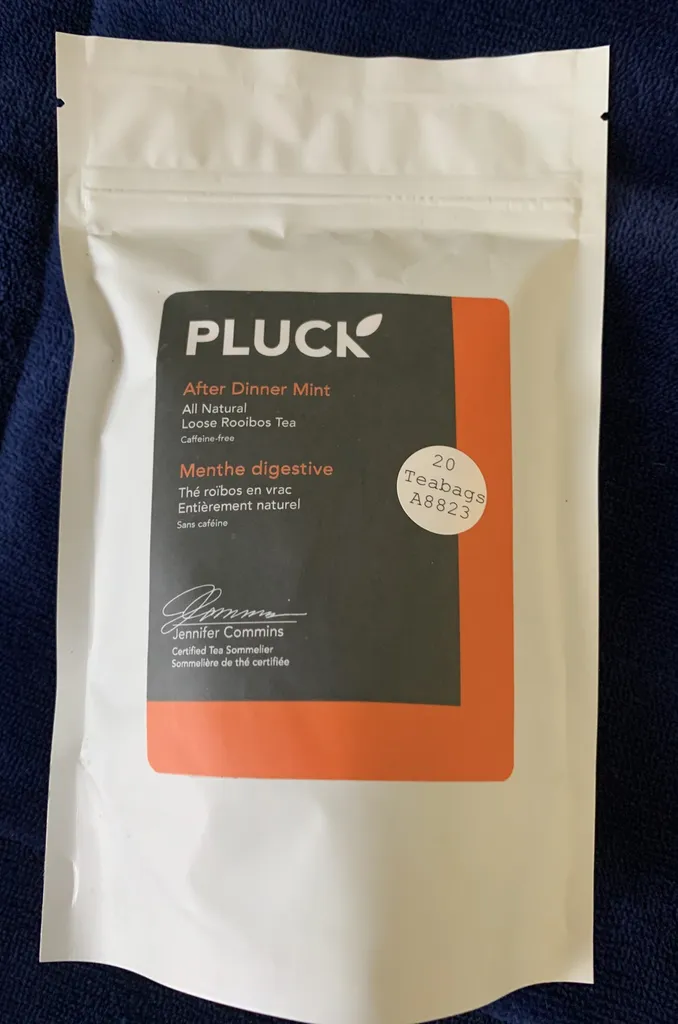 PLUCK
After Dinner Mint
All Natural
Loose Rooibos Tea
Caffeine-free
Menthe digestive
Thé roïbos en vrac
Entièrement naturel
Sans caféine
20
Teabags
A8823
Jennifer Commins
Certified Tea Sommelier
Sommelière de thé certifiée